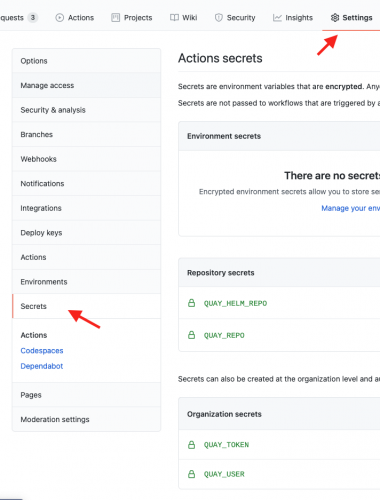 quests 3 Actions Projects Wiki Security Insights Settings
Options
Manage access
Security & analysis
Branches
Webhooks
Notifications
Integrations
Deploy keys
Actions
Environments
Secrets
Actions
Codespaces
Dependabot
Pages
Moderation settings
Actions secrets
Secrets are environment variables that are encrypted. Any
Secrets are not passed to workflows that are triggered by a
Environment secrets
There are no secrets
Encrypted environment secrets allow you to store se
Manage your env
Repository secrets
QUAY_HELM_REPO
QUAY_REPO
Secrets can also be created at the organization level and au
Organization secrets
QUAY_TOKEN
QUAY_USER